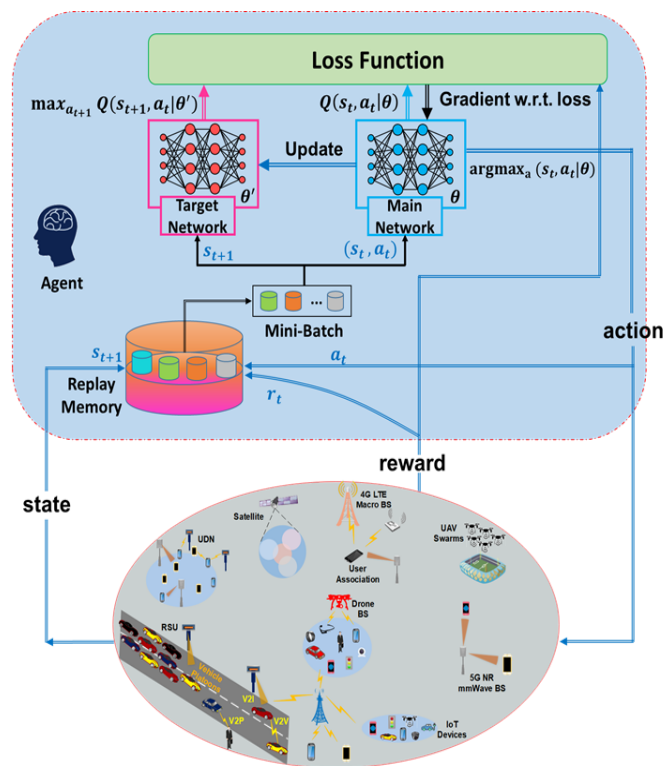 Loss Function
max_{a_{t+1}} Q(s_{t+1}, a_t|θ′)
Q(s_t, a_t|θ)
Gradient w.r.t. loss
Update
θ′
θ
argmax_a (s_t, a_t|θ)
Target
Network
Main
Network
s_{t+1}
(s_t, a_t)
Agent
...
Mini-Batch
action
s_{t+1}
a_t
Replay
Memory
r_t
reward
state
4G LTE
Macro BS
Satellite
UAV
Swarms
UDN
User
Association
Drone
BS
RSU
Vehicle
Platoons
5G NR
mmWave BS
V2I
V2P
V2V
IoT
Devices